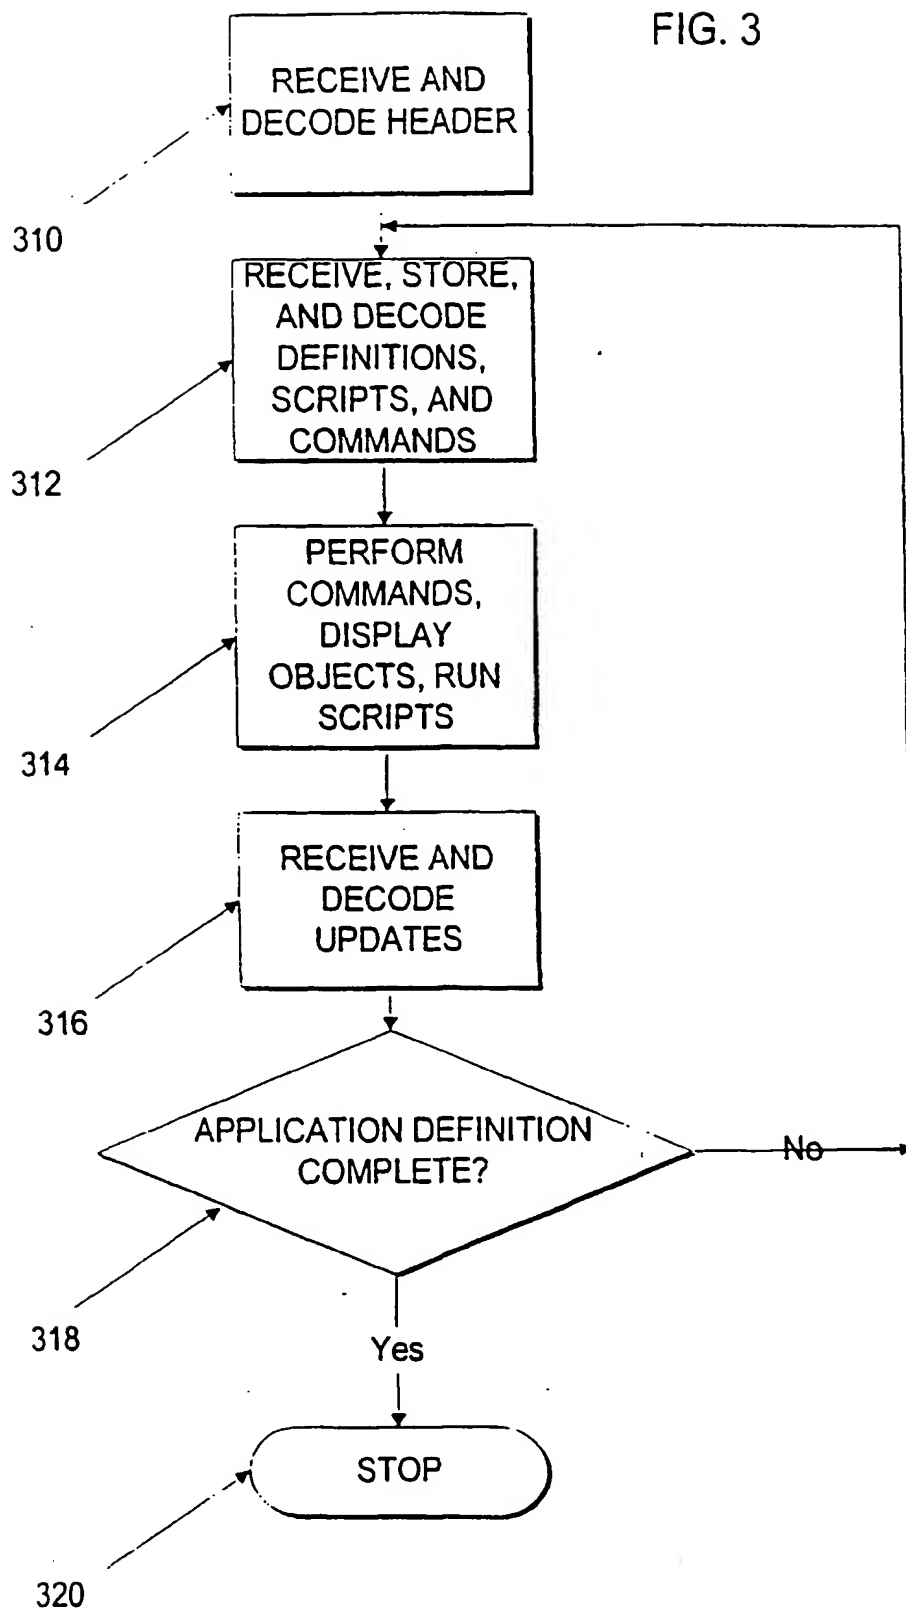 FIG. 3
RECEIVE AND
DECODE HEADER
310
RECEIVE, STORE,
AND DECODE
DEFINITIONS,
SCRIPTS, AND
COMMANDS
312
PERFORM
COMMANDS,
DISPLAY
OBJECTS, RUN
SCRIPTS
314
RECEIVE AND
DECODE
UPDATES
316
APPLICATION DEFINITION
COMPLETE?
No
318
Yes
STOP
320